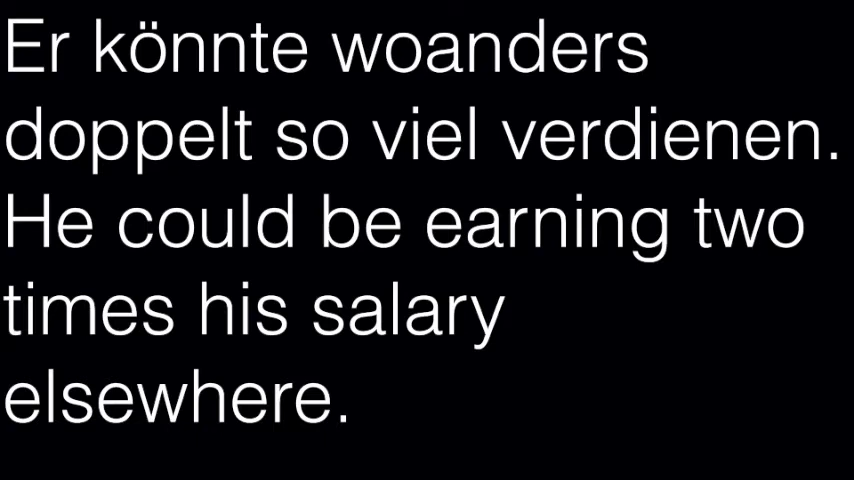 Er könnte woanders
doppelt so viel verdienen.
He could be earning two
times his salary
elsewhere.